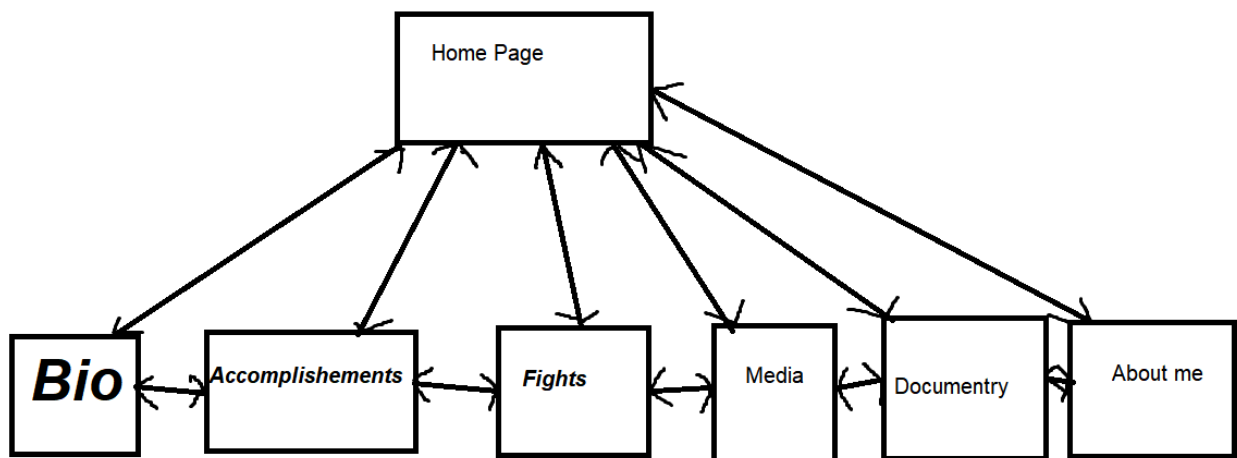 Home Page
Bio
Accomplishements
Fights
Media
Documentry
About me